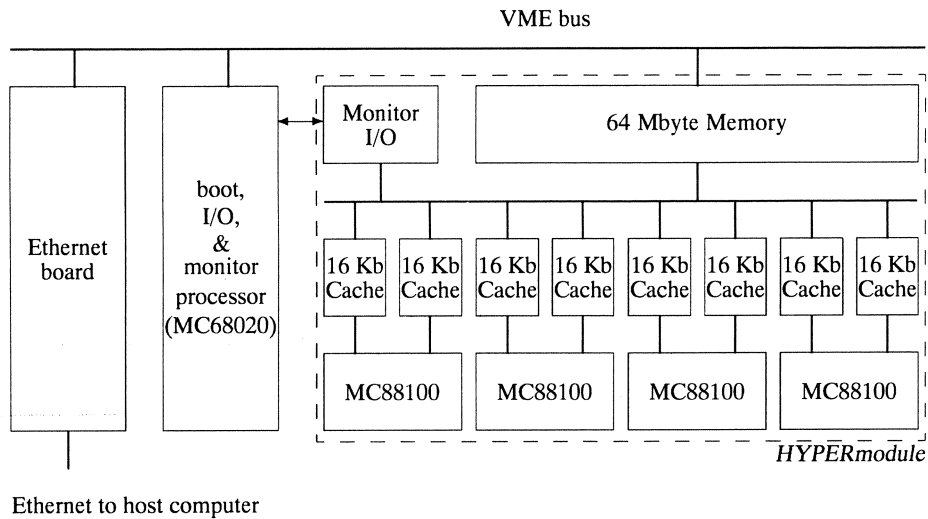 VME bus
Ethernet
board
boot,
I/O,
&
monitor
processor
(MC68020)
Monitor
I/O
64 Mbyte Memory
16 Kb
Cache
16 Kb
Cache
16 Kb
Cache
16 Kb
Cache
16 Kb
Cache
16 Kb
Cache
16 Kb
Cache
16 Kb
Cache
MC88100
MC88100
MC88100
MC88100
HYPERmodule
Ethernet to host computer